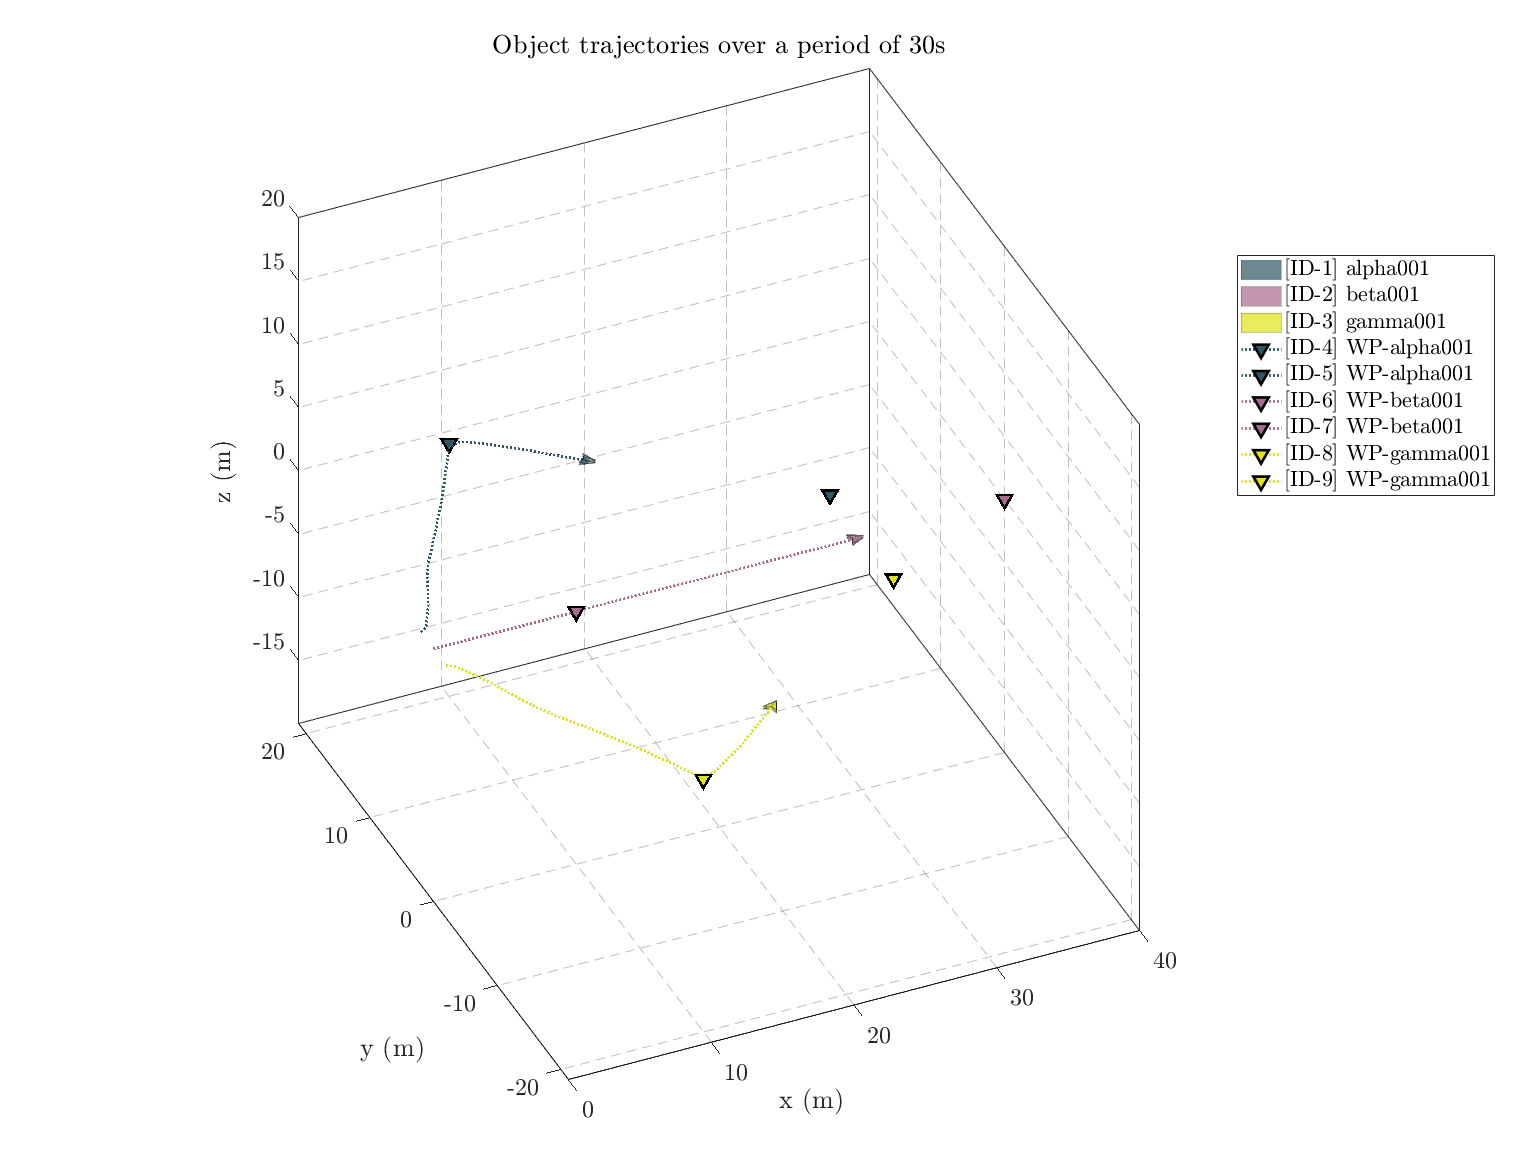 Object trajectories over a period of 30s
20
15
10
5
0
-5
-10
-15
z (m)
20
10
0
-10
-20
y (m)
0
10
20
30
40
x (m)
[ID-1] alpha001
[ID-2] beta001
[ID-3] gamma001
[ID-4] WP-alpha001
[ID-5] WP-alpha001
[ID-6] WP-beta001
[ID-7] WP-beta001
[ID-8] WP-gamma001
[ID-9] WP-gamma001